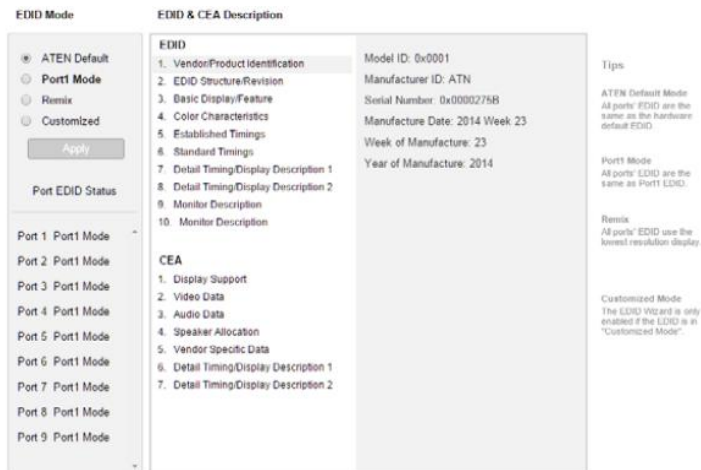 EDID Mode
EDID & CEA Description
ATEN Default
Port1 Mode
Remix
Customized
Apply
Port EDID Status
Port 1 Port1 Mode
Port 2 Port1 Mode
Port 3 Port1 Mode
Port 4 Port1 Mode
Port 5 Port1 Mode
Port 6 Port1 Mode
Port 7 Port1 Mode
Port 8 Port1 Mode
Port 9 Port1 Mode
EDID
1. Vendor/Product Identification
2. EDID Structure/Revision
3. Basic Display/Feature
4. Color Characteristics
5. Established Timings
6. Standard Timings
7. Detail Timing/Display Description 1
8. Detail Timing/Display Description 2
9. Monitor Description
10. Monitor Description
CEA
1. Display Support
2. Video Data
3. Audio Data
4. Speaker Allocation
5. Vendor Specific Data
6. Detail Timing/Display Description 1
7. Detail Timing/Display Description 2
Model ID: 0x0001
Manufacturer ID: ATN
Serial Number: 0x0000275B
Manufacture Date: 2014 Week 23
Week of Manufacture: 23
Year of Manufacture: 2014
Tips
ATEN Default Mode
All ports' EDID are the
same as the hardware
default EDID.
Port1 Mode
All ports' EDID are the
same as Port1 EDID.
Remix
All ports' EDID use the
lowest resolution display.
Customized Mode
The EDID Wizard is only
enabled if the EDID is in
"Customized Mode".